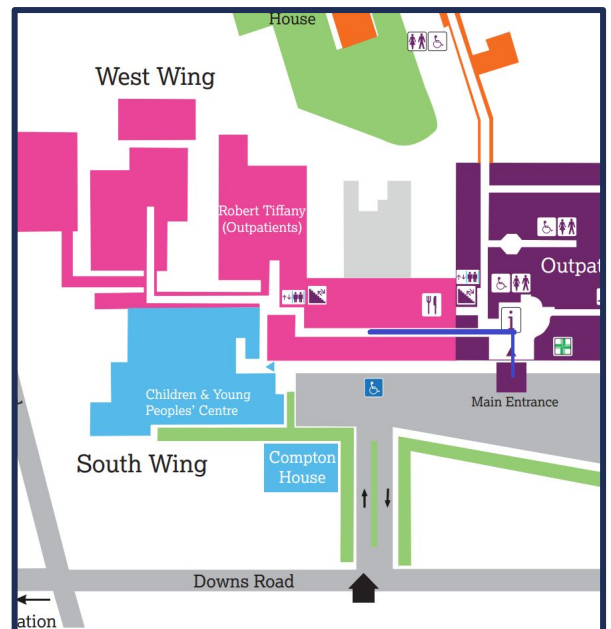 House
West Wing
Robert Tiffany
(Outpatients)
Outpat
i
Children & Young
Peoples' Centre
Main Entrance
South Wing
Compton
House
Downs Road
ation